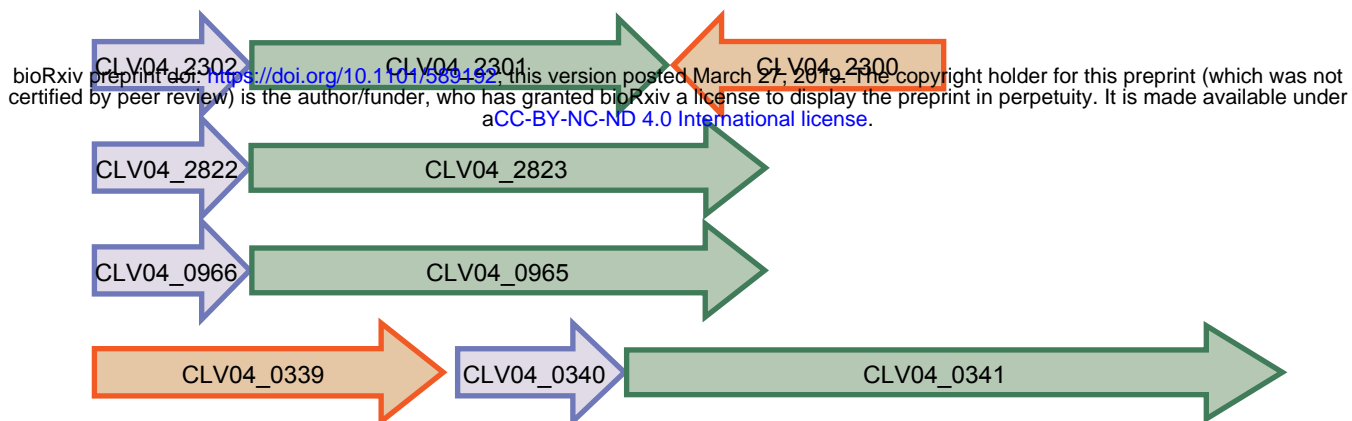 CLV04_2302 CLV04_2301 CLV04_2300
bioRxiv preprint doi: https://doi.org/10.1101/589192; this version posted March 27, 2019. The copyright holder for this preprint (which was not
certified by peer review) is the author/funder, who has granted bioRxiv a license to display the preprint in perpetuity. It is made available under
aCC-BY-NC-ND 4.0 International license.
CLV04_2822 CLV04_2823
CLV04_0966 CLV04_0965
CLV04_0339 CLV04_0340 CLV04_0341